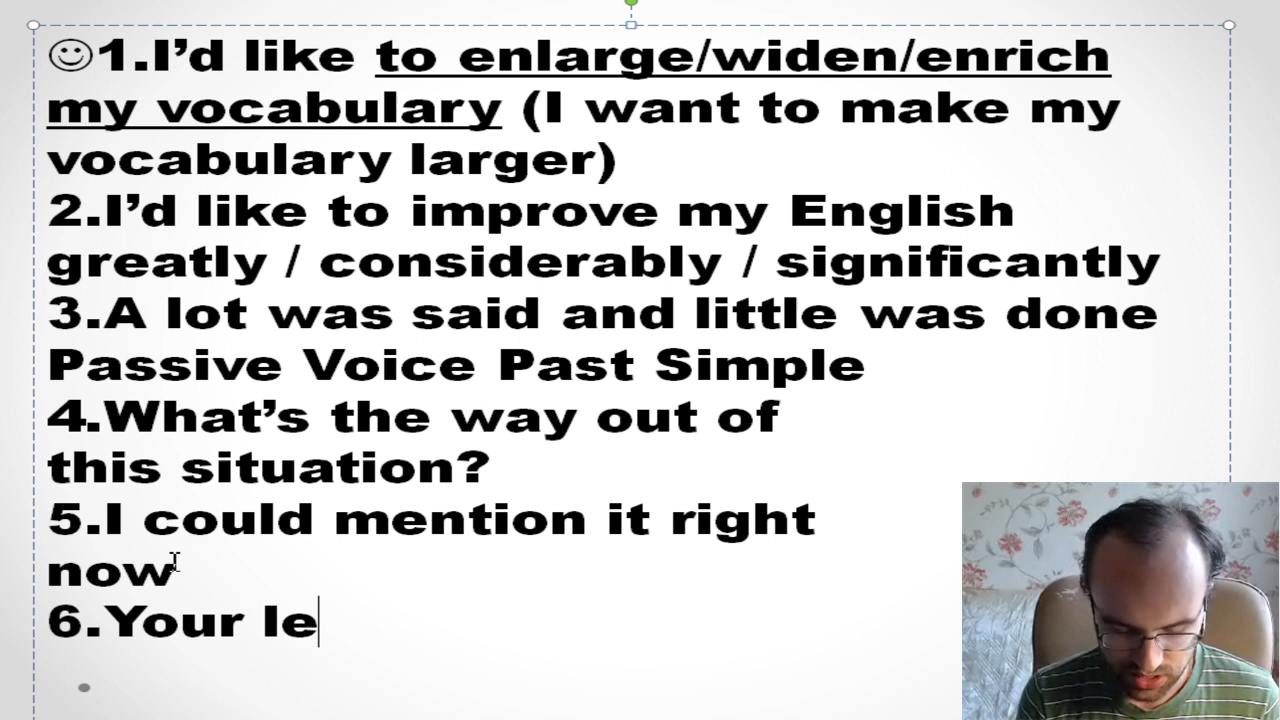 ☺1.I’d like to enlarge/widen/enrich
my vocabulary (I want to make my
vocabulary larger)
2.I’d like to improve my English
greatly / considerably / significantly
3.A lot was said and little was done
Passive Voice Past Simple
4.What’s the way out of
this situation?
5.I could mention it right
now
6.Your le